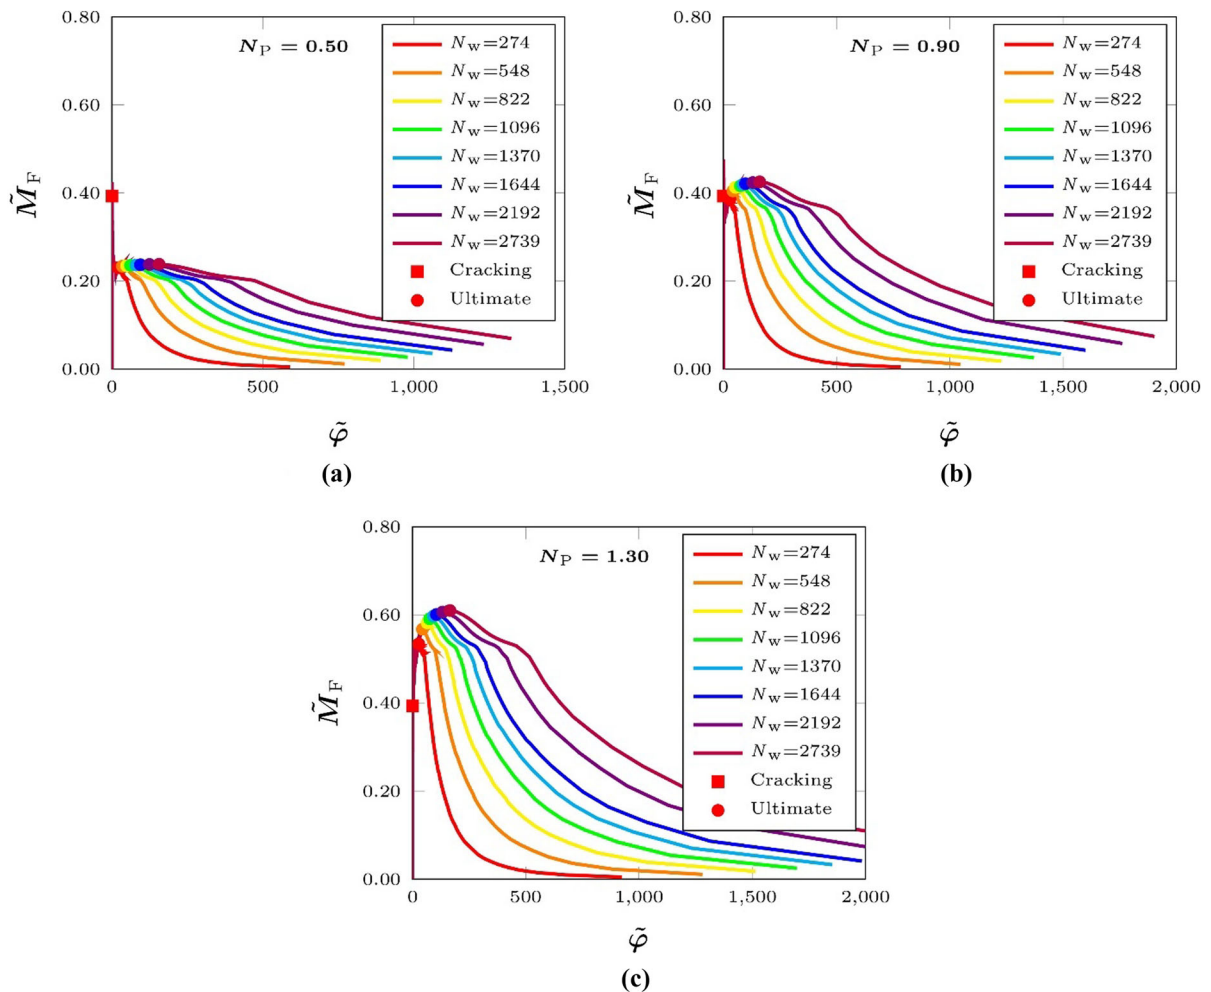 0.80
0.60
0.40
0.20
0.00
M̃F
N_P = 0.50
N_w=274
N_w=548
N_w=822
N_w=1096
N_w=1370
N_w=1644
N_w=2192
N_w=2739
Cracking
Ultimate
0 500 1,000 1,500
φ̃
(a)
0.80
0.60
0.40
0.20
0.00
M̃F
N_P = 0.90
N_w=274
N_w=548
N_w=822
N_w=1096
N_w=1370
N_w=1644
N_w=2192
N_w=2739
Cracking
Ultimate
0 500 1,000 1,500 2,000
φ̃
(b)
0.80
0.60
0.40
0.20
0.00
M̃F
N_P = 1.30
N_w=274
N_w=548
N_w=822
N_w=1096
N_w=1370
N_w=1644
N_w=2192
N_w=2739
Cracking
Ultimate
0 500 1,000 1,500 2,000
φ̃
(c)